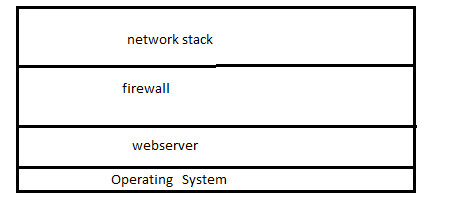 network stack
firewall
webserver
Operating System